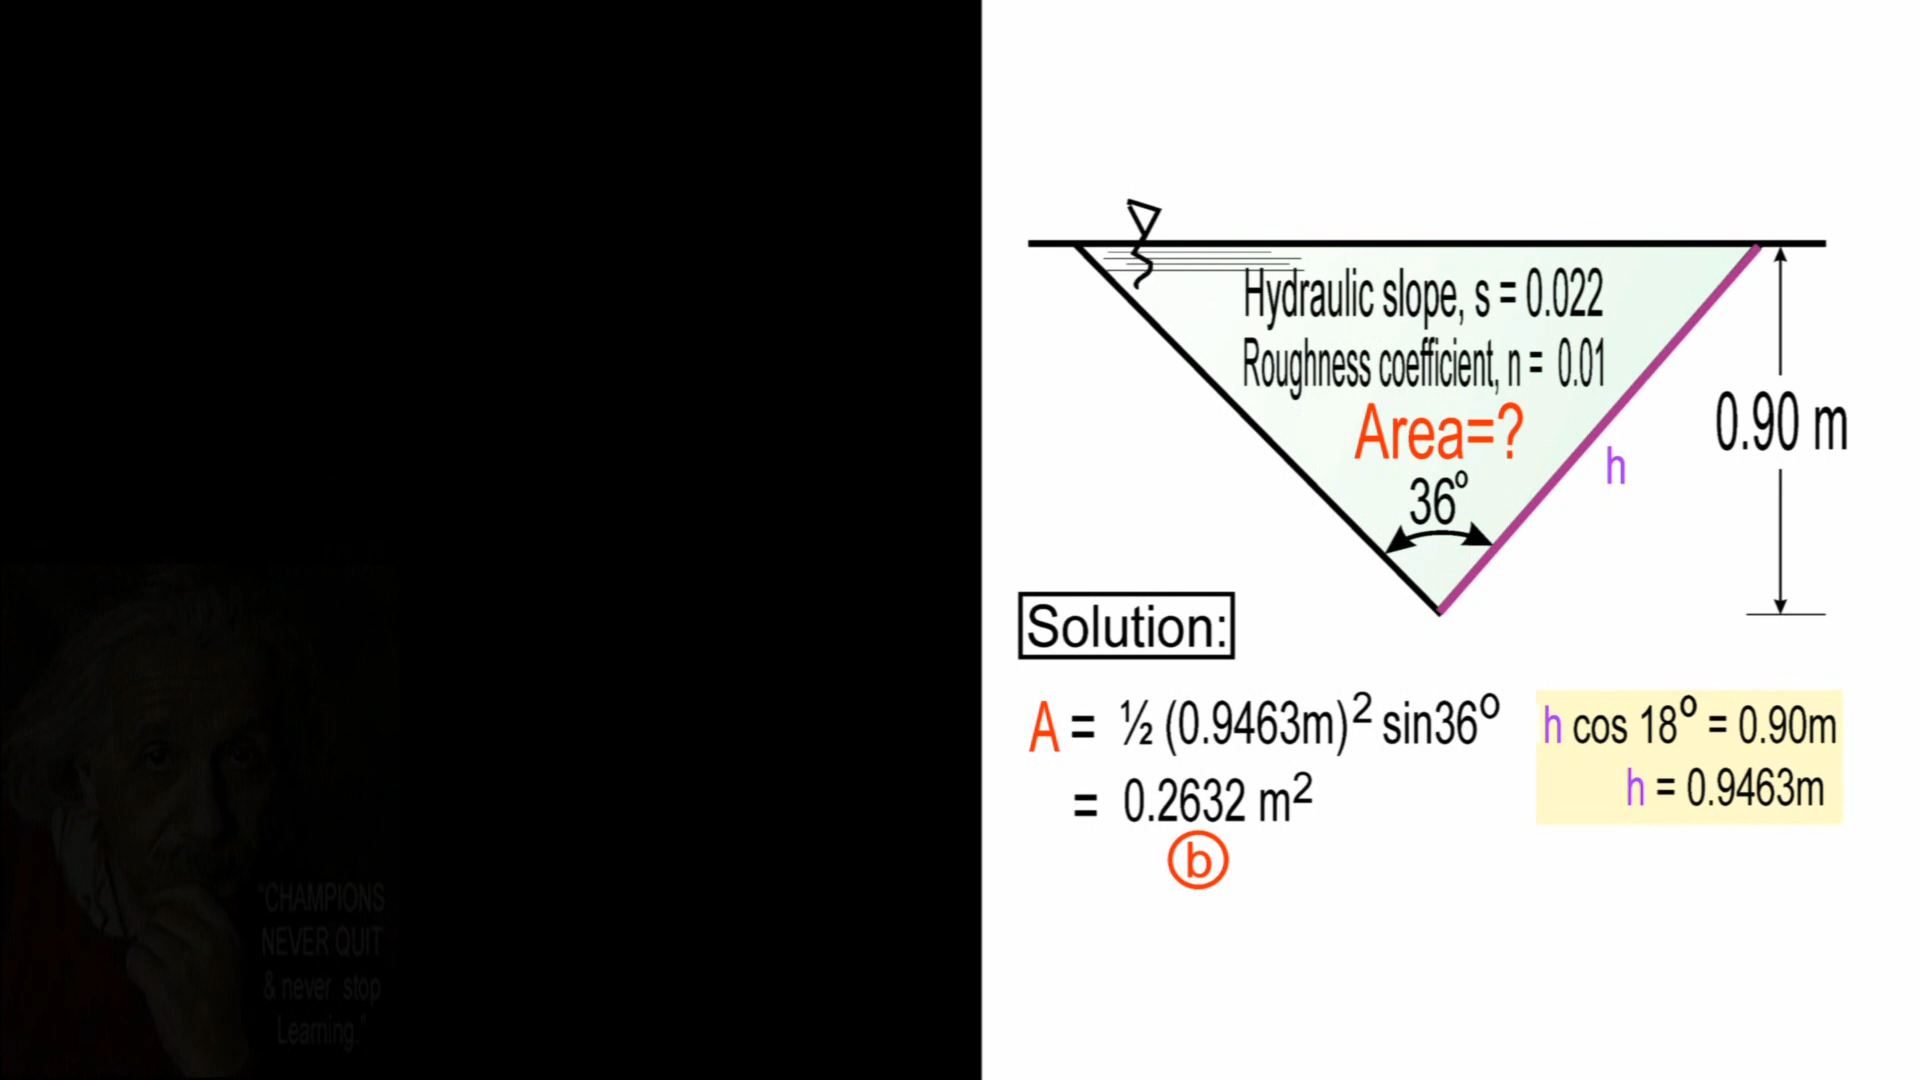 Hydraulic slope, s = 0.022
Roughness coefficient, n = 0.01
Area=?
36°
h
0.90 m
Solution:
A = ½ (0.9463m)² sin36°
= 0.2632 m²
b
h cos 18° = 0.90m
h = 0.9463m
"CHAMPIONS
NEVER QUIT
& never stop
Learning."